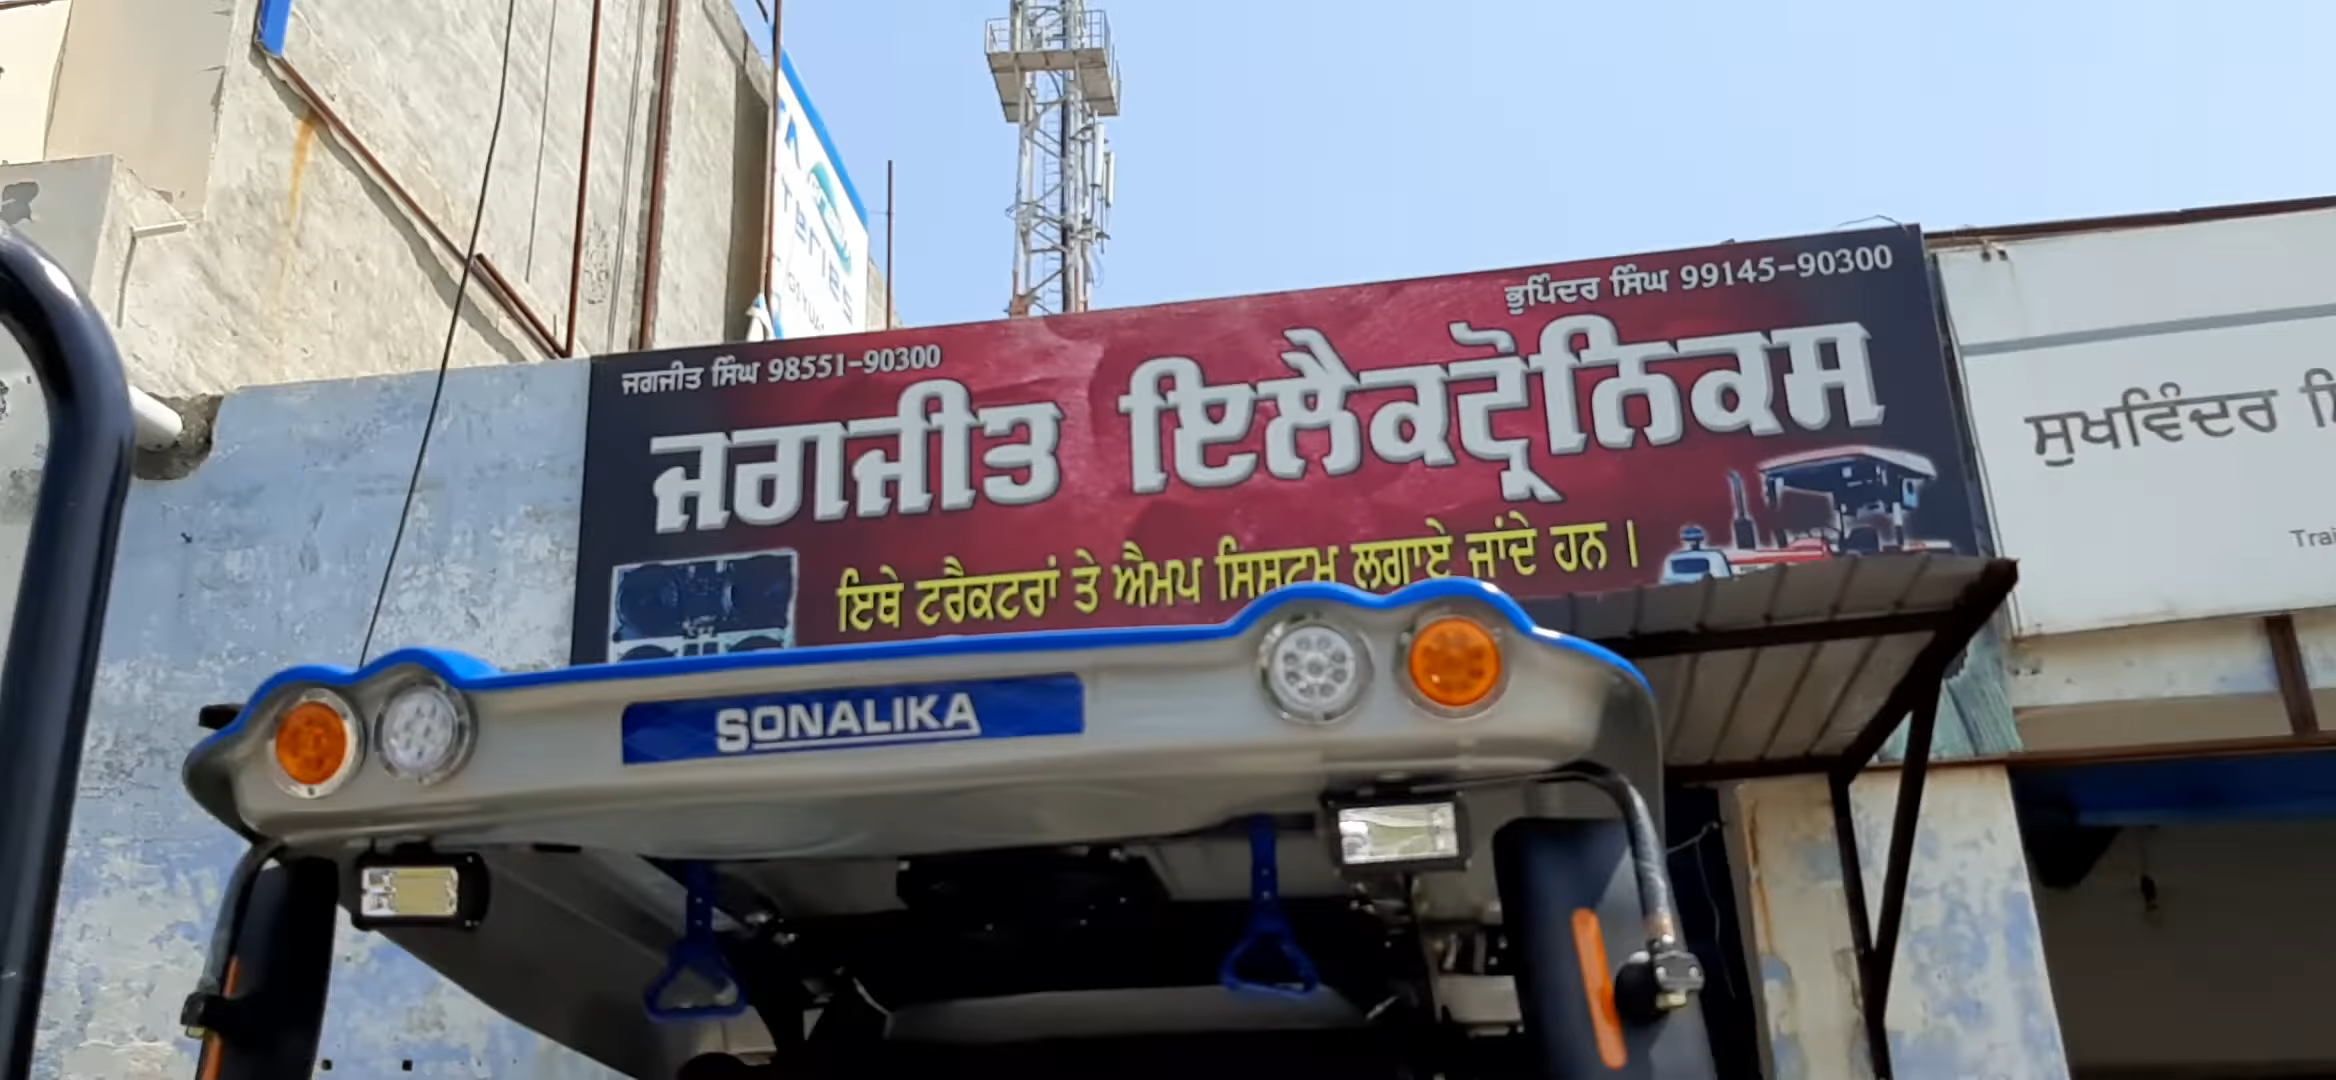 ਜਗਜੀਤ ਸਿੰਘ 98551-90300
ਭੁਪਿੰਦਰ ਸਿੰਘ 99145-90300
ਜਗਜੀਤ ਇਲੈਕਟ੍ਰੋਨਿਕਸ
ਇਥੇ ਟਰੈਕਟਰਾਂ ਤੇ ਐਮਪ ਸਿਸਟਮ ਲਗਾਏ ਜਾਂਦੇ ਹਨ ।
ਸੁਖਵਿੰਦਰ
SONALIKA